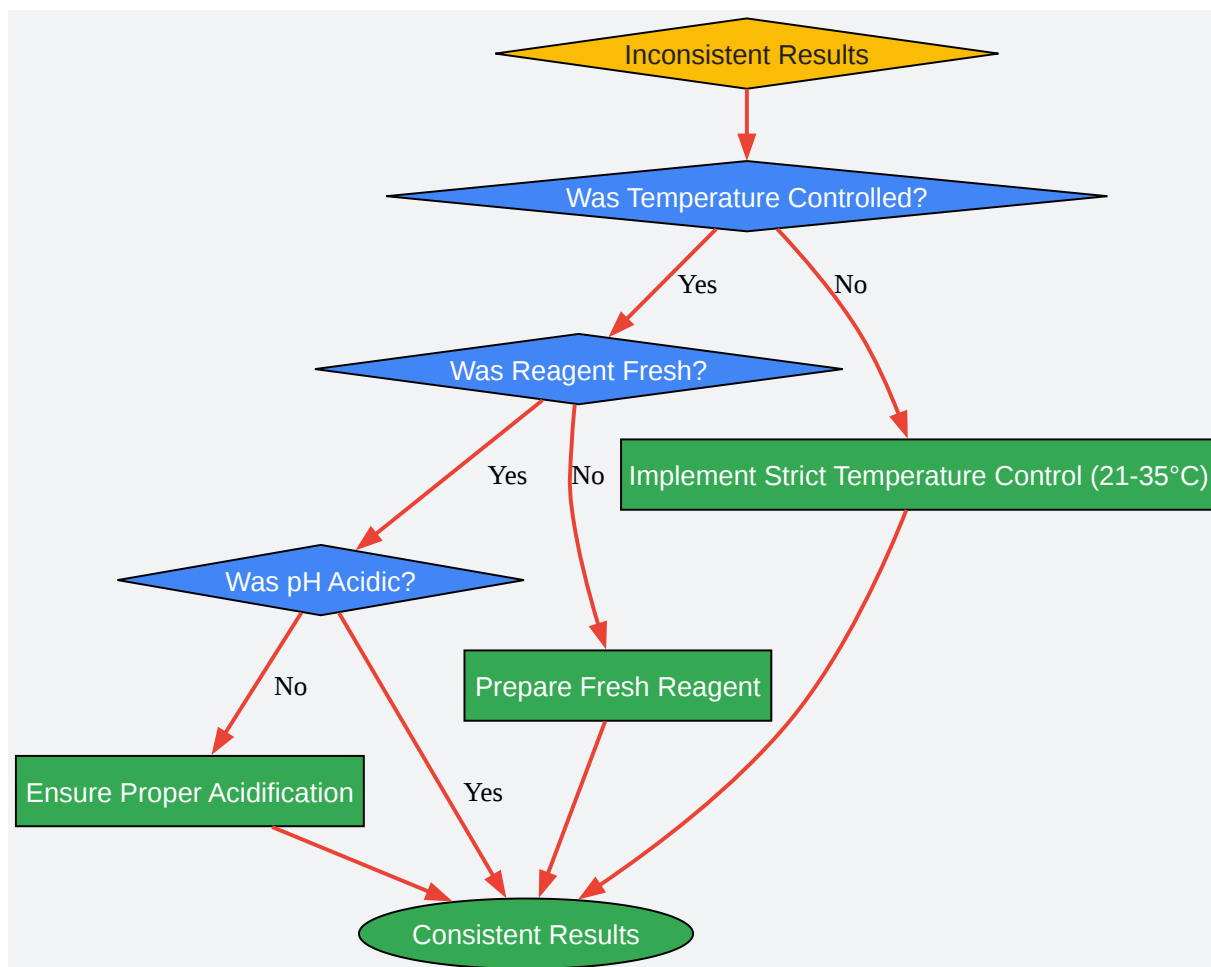 Inconsistent Results
Was Temperature Controlled?
Yes
No
Was Reagent Fresh?
Yes
No
Implement Strict Temperature Control (21-35°C)
Was pH Acidic?
No
Prepare Fresh Reagent
Ensure Proper Acidification
Yes
Consistent Results